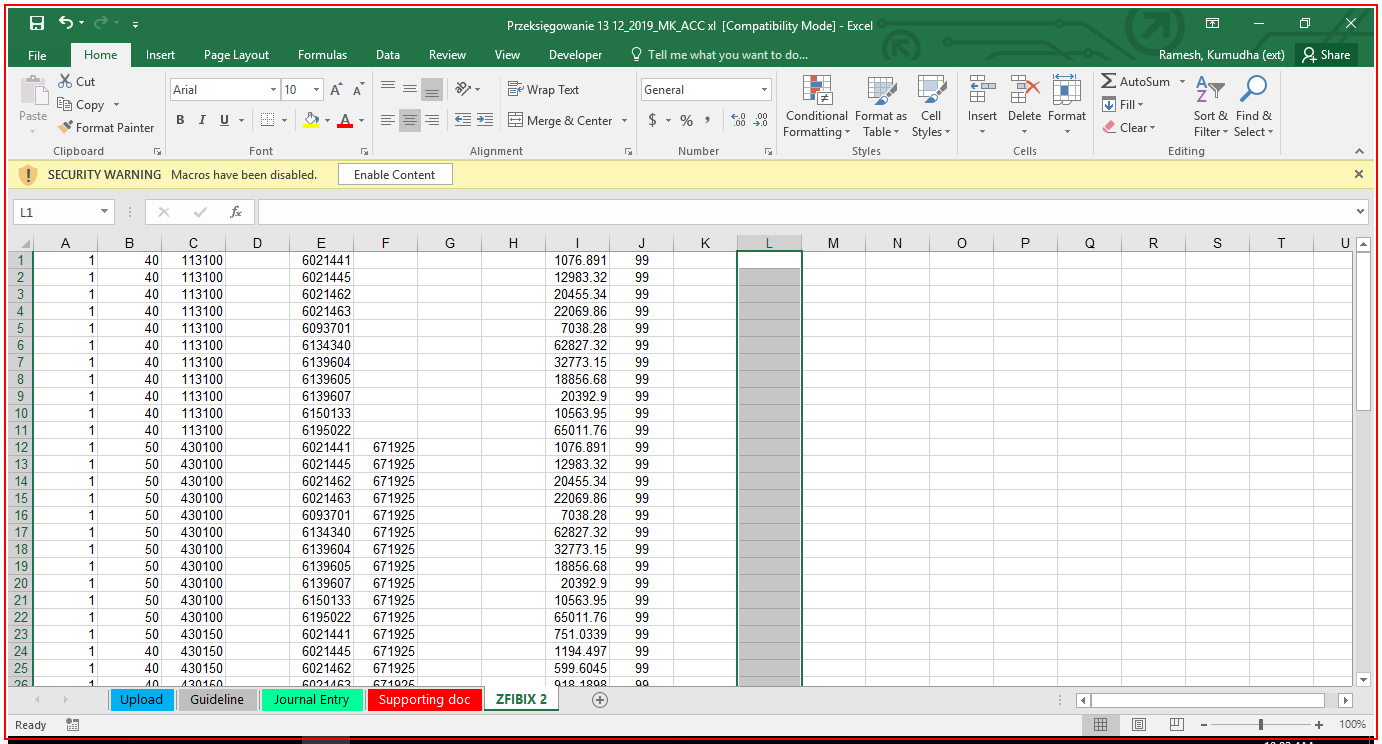 Przeksięgowanie 13 12_2019_MK_ACC xl [Compatibility Mode] - Excel
File Home Insert Page Layout Formulas Data Review View Developer Tell me what you want to do... Ramesh, Kumudha (ext) Share
Paste Cut Copy Format Painter
Arial 10 A A
B I U A
Wrap Text
Merge & Center
General
$ % ,
Conditional Formatting Format as Table Cell Styles
Insert Delete Format
AutoSum Fill Clear
Sort & Filter Find & Select
Clipboard Font Alignment Number Styles Cells Editing
! SECURITY WARNING Macros have been disabled. Enable Content
L1 fx
A B C D E F G H I J K L M N O P Q R S T U
1 1 40 113100 6021441 1076.891 99
2 1 40 113100 6021445 12983.32 99
3 1 40 113100 6021462 20455.34 99
4 1 40 113100 6021463 22069.86 99
5 1 40 113100 6093701 7038.28 99
6 1 40 113100 6134340 62827.32 99
7 1 40 113100 6139604 32773.15 99
8 1 40 113100 6139605 18856.68 99
9 1 40 113100 6139607 20392.9 99
10 1 40 113100 6150133 10563.95 99
11 1 40 113100 6195022 65011.76 99
12 1 50 430100 6021441 671925 1076.891 99
13 1 50 430100 6021445 671925 12983.32 99
14 1 50 430100 6021462 671925 20455.34 99
15 1 50 430100 6021463 671925 22069.86 99
16 1 50 430100 6093701 671925 7038.28 99
17 1 50 430100 6134340 671925 62827.32 99
18 1 50 430100 6139604 671925 32773.15 99
19 1 50 430100 6139605 671925 18856.68 99
20 1 50 430100 6139607 671925 20392.9 99
21 1 50 430100 6150133 671925 10563.95 99
22 1 50 430100 6195022 671925 65011.76 99
23 1 50 430150 6021441 671925 751.0339 99
24 1 40 430150 6021445 671925 1194.497 99
25 1 40 430150 6021462 671925 599.6045 99
26 1 40 430150 6021463 671925 918.1898 99
Upload Guideline Journal Entry Supporting doc ZFIBIX 2
Ready 100%